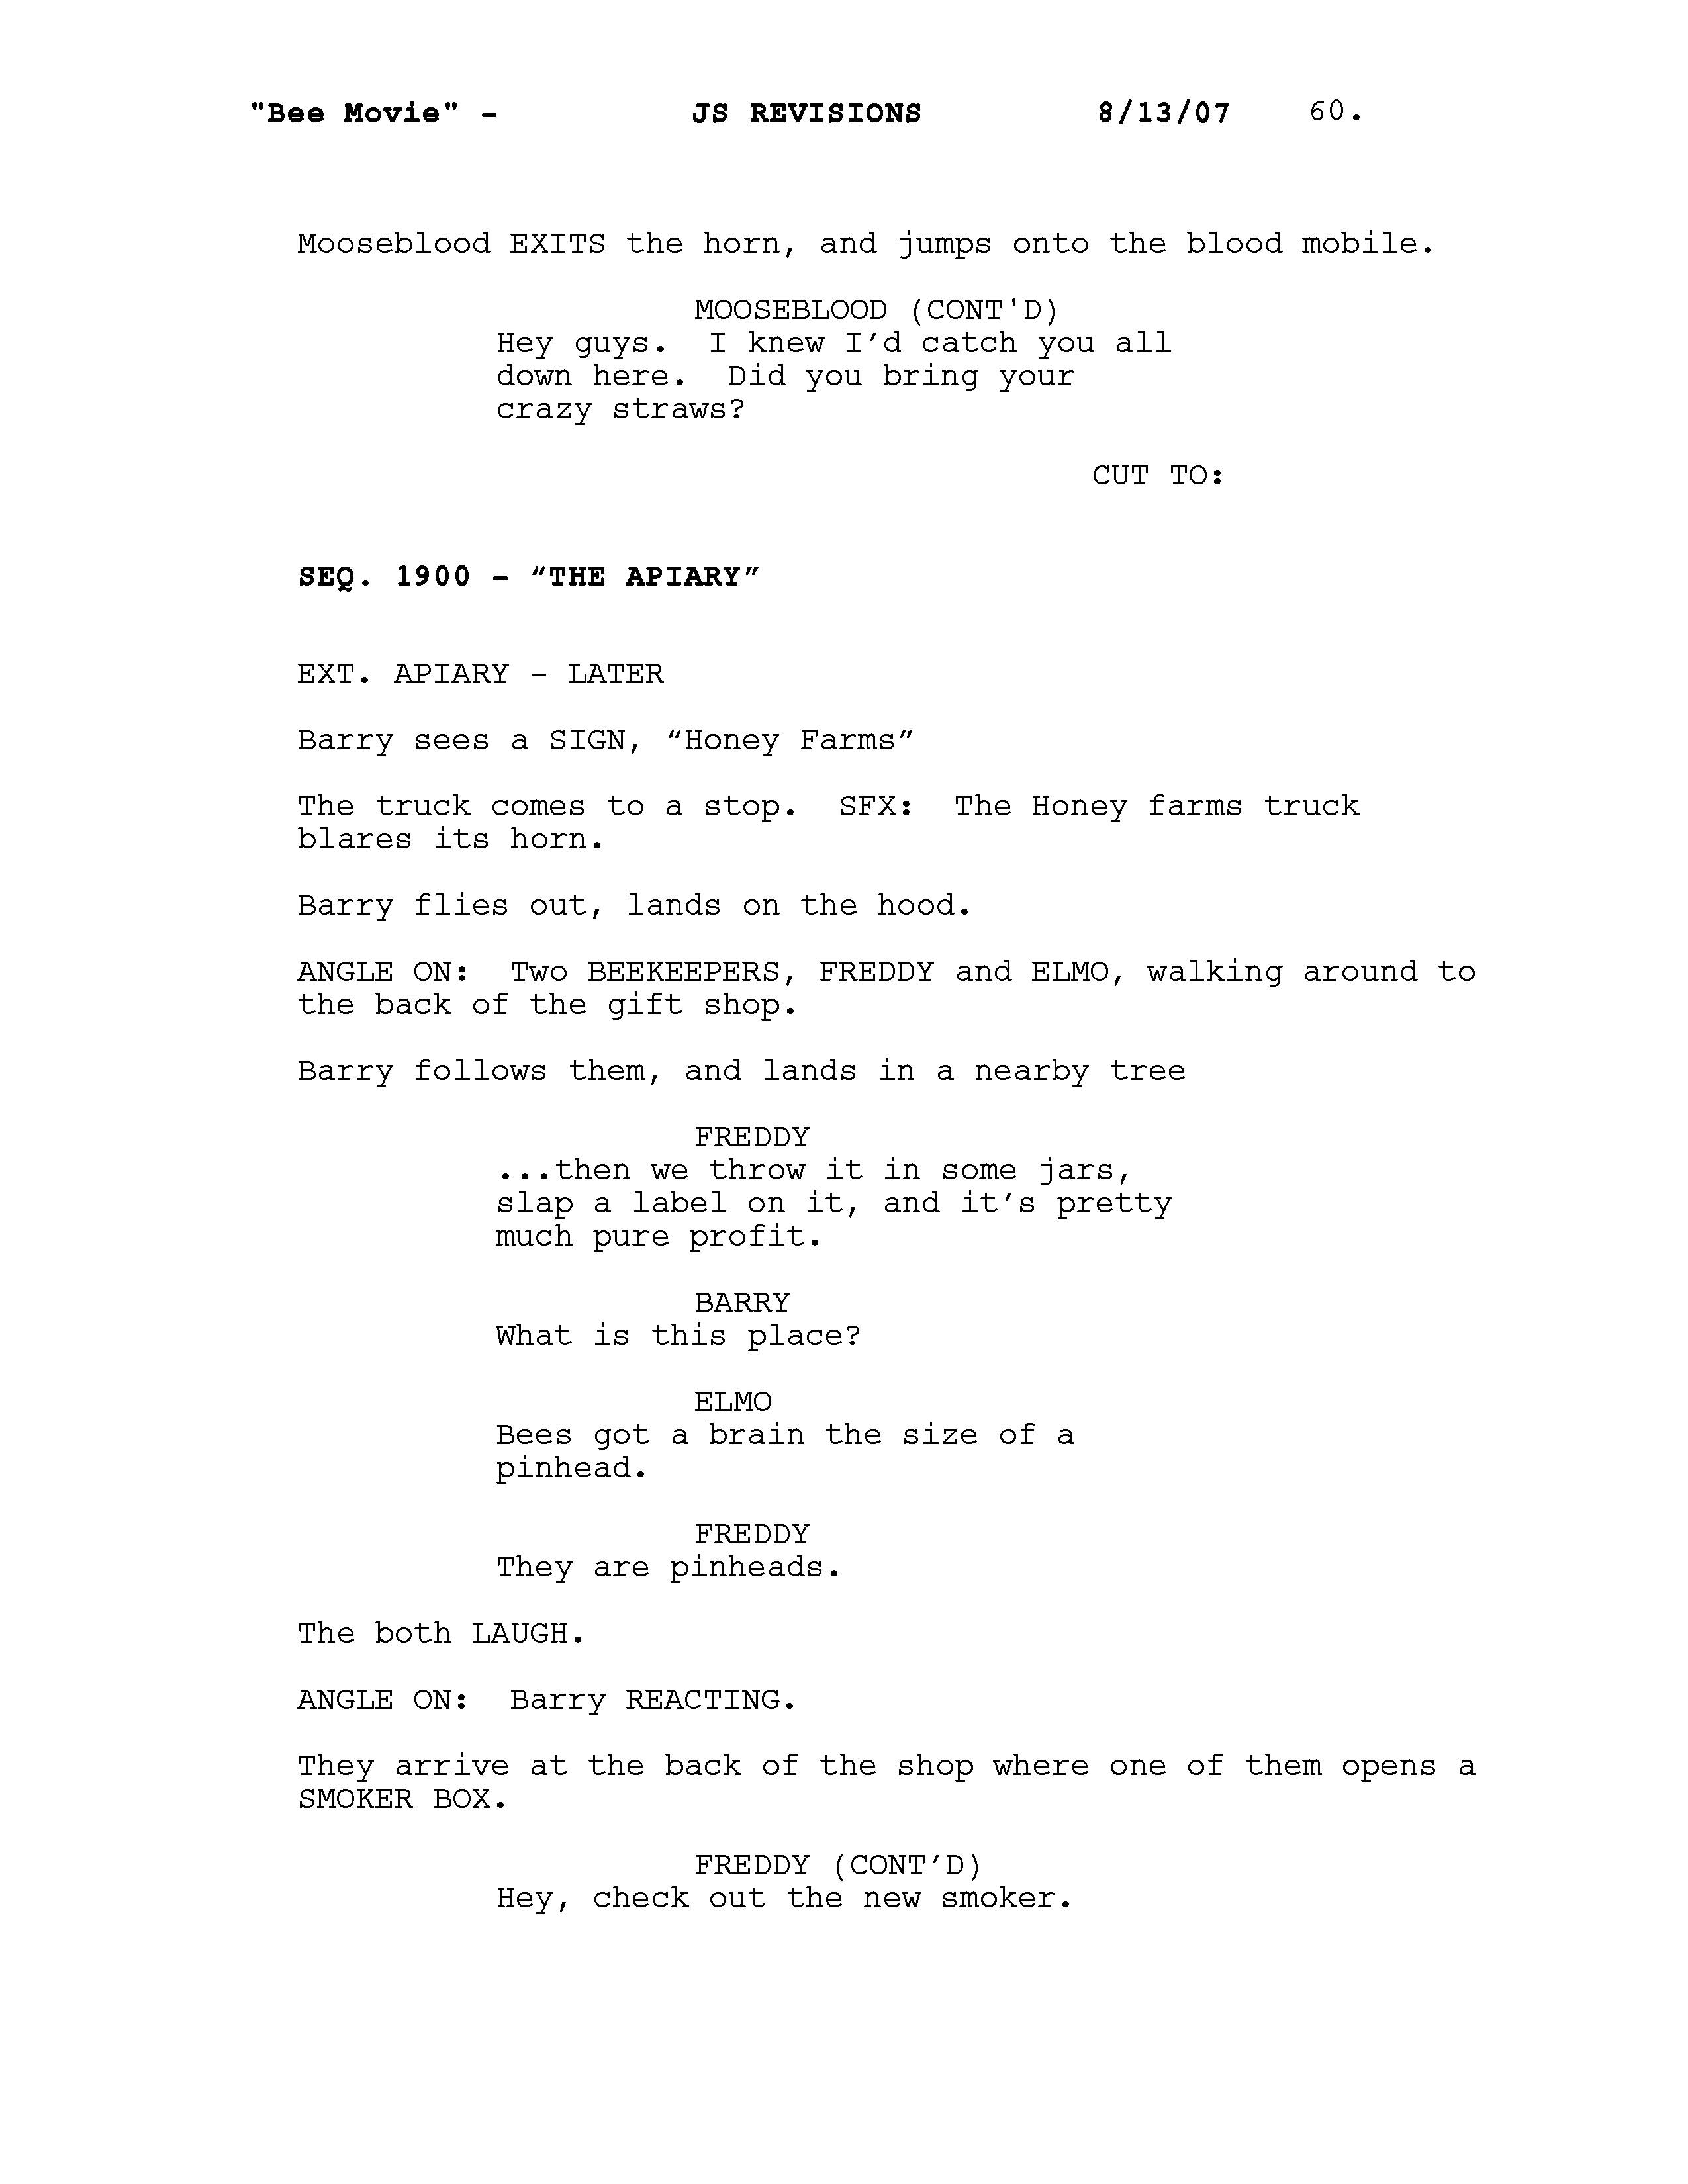 "Bee Movie" - JS REVISIONS 8/13/07 60.
Mooseblood EXITS the horn, and jumps onto the blood mobile.
MOOSEBLOOD (CONT'D)
Hey guys. I knew I’d catch you all
down here. Did you bring your
crazy straws?
CUT TO:
SEQ. 1900 - “THE APIARY”
EXT. APIARY - LATER
Barry sees a SIGN, “Honey Farms”
The truck comes to a stop. SFX: The Honey farms truck
blares its horn.
Barry flies out, lands on the hood.
ANGLE ON: Two BEEKEEPERS, FREDDY and ELMO, walking around to
the back of the gift shop.
Barry follows them, and lands in a nearby tree
FREDDY
...then we throw it in some jars,
slap a label on it, and it’s pretty
much pure profit.
BARRY
What is this place?
ELMO
Bees got a brain the size of a
pinhead.
FREDDY
They are pinheads.
The both LAUGH.
ANGLE ON: Barry REACTING.
They arrive at the back of the shop where one of them opens a
SMOKER BOX.
FREDDY (CONT’D)
Hey, check out the new smoker.